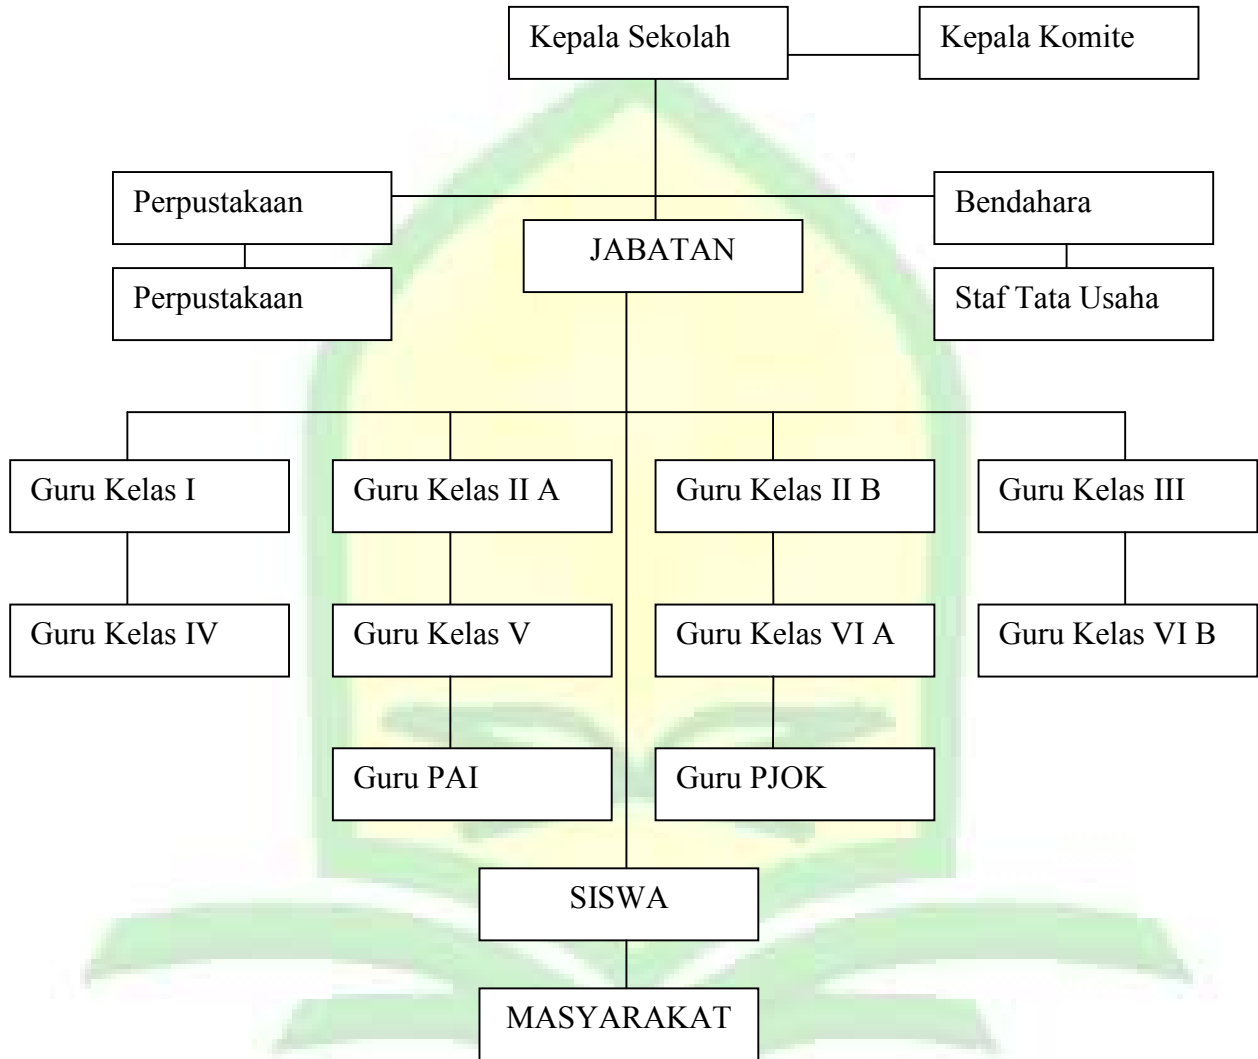 Kepala Sekolah
Kepala Komite
Perpustakaan
Bendahara
JABATAN
Perpustakaan
Staf Tata Usaha
Guru Kelas I
Guru Kelas II A
Guru Kelas II B
Guru Kelas III
Guru Kelas IV
Guru Kelas V
Guru Kelas VI A
Guru Kelas VI B
Guru PAI
Guru PJOK
SISWA
MASYARAKAT